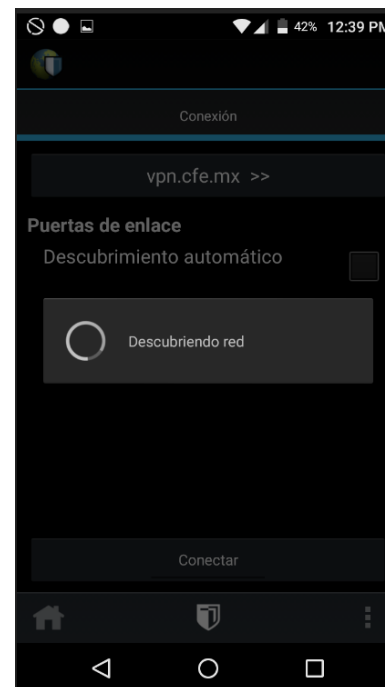 42% 12:39 PM
Conexión
vpn.cfe.mx >>
Puertas de enlace
Descubrimiento automático
Descubriendo red
Conectar